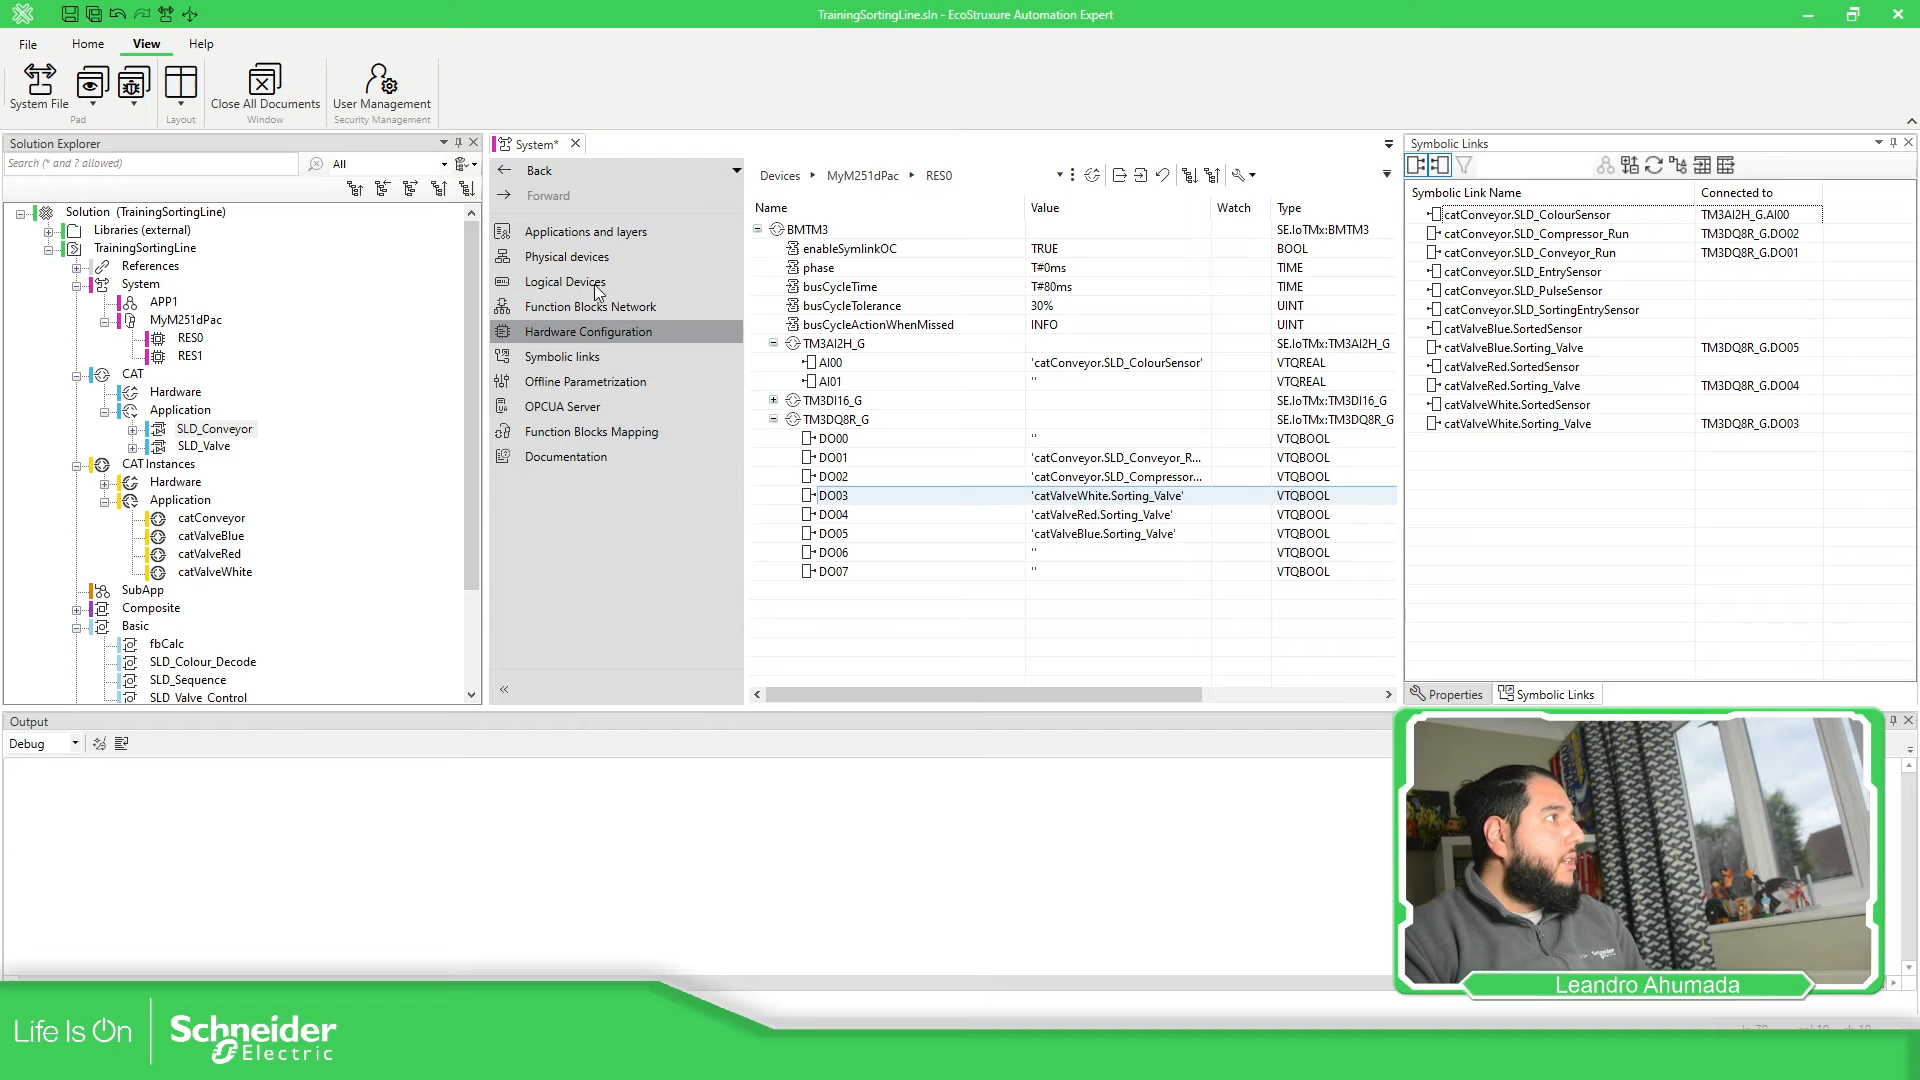 TrainingSortingLine.sln - EcoStruxure Automation Expert
File Home View Help
System File
Close All Documents
User Management
Pad Layout Window Security Management
Solution Explorer
Search (* and ? allowed)
All
Solution (TrainingSortingLine)
Libraries (external)
TrainingSortingLine
References
System
APP1
MyM251dPac
RES0
RES1
CAT
Hardware
Application
SLD_Conveyor
SLD_Valve
CAT Instances
Hardware
Application
catConveyor
catValveBlue
catValveRed
catValveWhite
SubApp
Composite
Basic
fbCalc
SLD_Colour_Decode
SLD_Sequence
SLD_Valve_Control
System*
Back
Forward
Applications and layers
Physical devices
Logical Devices
Function Blocks Network
Hardware Configuration
Symbolic links
Offline Parametrization
OPCUA Server
Function Blocks Mapping
Documentation
«
Devices MyM251dPac RES0
Name Value Watch Type
BMTM3 SE.IoTMx:BMTM3
enableSymlinkOC TRUE BOOL
phase T#0ms TIME
busCycleTime T#80ms TIME
busCycleTolerance 30% UINT
busCycleActionWhenMissed INFO UINT
TM3AI2H_G SE.IoTMx:TM3AI2H_G
AI00 'catConveyor.SLD_ColourSensor' VTQREAL
AI01 '' VTQREAL
TM3DI16_G SE.IoTMx:TM3DI16_G
TM3DQ8R_G SE.IoTMx:TM3DQ8R_G
DO00 '' VTQBOOL
DO01 'catConveyor.SLD_Conveyor_R... VTQBOOL
DO02 'catConveyor.SLD_Compressor... VTQBOOL
DO03 'catValveWhite.Sorting_Valve' VTQBOOL
DO04 'catValveRed.Sorting_Valve' VTQBOOL
DO05 'catValveBlue.Sorting_Valve' VTQBOOL
DO06 '' VTQBOOL
DO07 '' VTQBOOL
Symbolic Links
Symbolic Link Name Connected to
catConveyor.SLD_ColourSensor TM3AI2H_G.AI00
catConveyor.SLD_Compressor_Run TM3DQ8R_G.DO02
catConveyor.SLD_Conveyor_Run TM3DQ8R_G.DO01
catConveyor.SLD_EntrySensor
catConveyor.SLD_PulseSensor
catConveyor.SLD_SortingEntrySensor
catValveBlue.SortedSensor
catValveBlue.Sorting_Valve TM3DQ8R_G.DO05
catValveRed.SortedSensor
catValveRed.Sorting_Valve TM3DQ8R_G.DO04
catValveWhite.SortedSensor
catValveWhite.Sorting_Valve TM3DQ8R_G.DO03
Properties Symbolic Links
Output
Debug
Schneider
Leandro Ahumada
Life Is On
Schneider
Electric